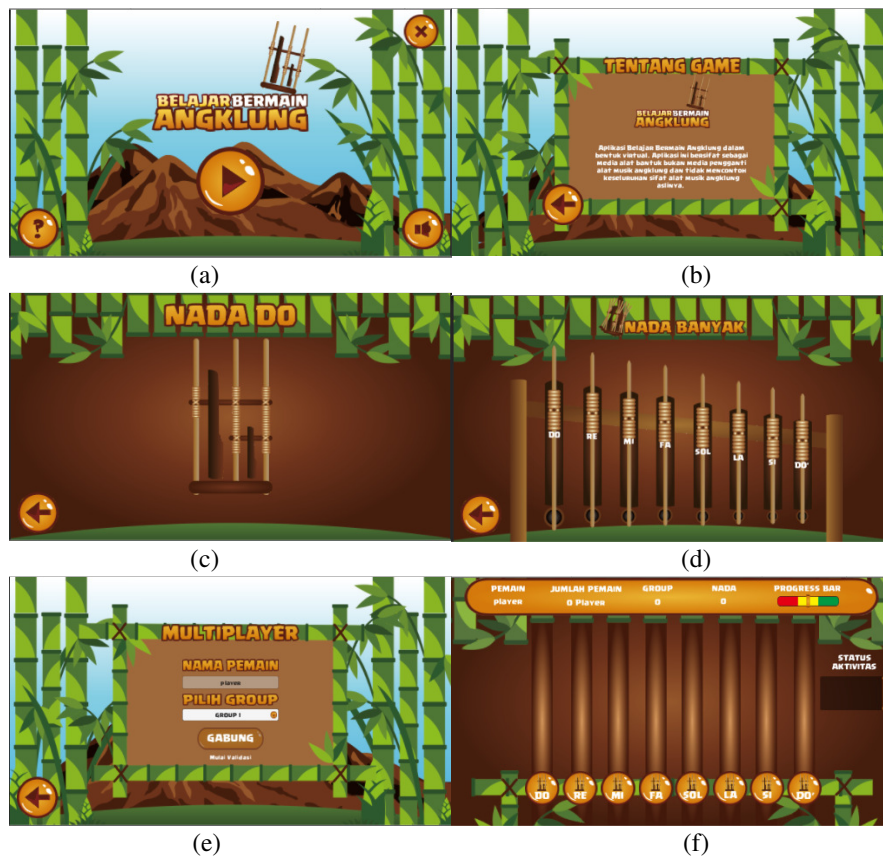 BELAJAR BERMAIN
ANGKLUNG
?
(a)
TENTANG GAME
BELAJAR BERMAIN
ANGKLUNG
Aplikasi Belajar Bermain Angklung dalam
bentuk virtual. Aplikasi ini bersifat sebagai
media alat bantuk bukan media pengganti
alat musik angklung dan tidak mencontoh
keseluruhan sifat alat musik angklung
aslinya.
(b)
NADA DO
(c)
NADA BANYAK
DO RE MI FA SOL LA SI DO'
(d)
MULTIPLAYER
NAMA PEMAIN
player
PILIH GROUP
GROUP 1
GABUNG
Mulai Validasi
(e)
PEMAIN JUMLAH PEMAIN GROUP NADA PROGRESS BAR
player 0 Player 0 0
STATUS
AKTIVITAS
DO RE MI FA SOL LA SI DO'
(f)